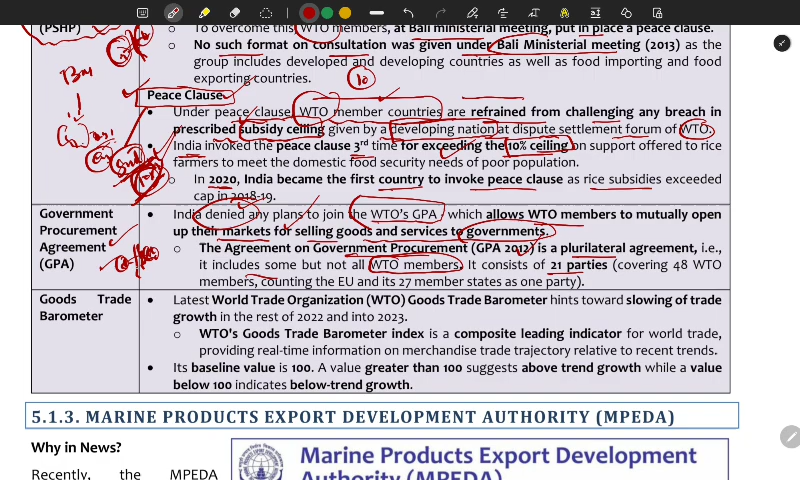 (PSHP)
o To overcome this, WTO members, at Bali ministerial meeting, put in place a peace clause.
o No such format on consultation was given under Bali Ministerial meeting (2013) as the
group includes developed and developing countries as well as food importing and food
exporting countries.
10
Peace Clause
• Under peace clause, WTO member countries are refrained from challenging any breach in
prescribed subsidy ceiling given by a developing nation at dispute settlement forum of WTO.
• India invoked the peace clause 3rd time for exceeding the 10% ceiling on support offered to rice
farmers to meet the domestic food security needs of poor population.
o In 2020, India became the first country to invoke peace clause as rice subsidies exceeded
cap in 2018-19.
Government
Procurement
Agreement
(GPA)
• India denied any plans to join the WTO's GPA, which allows WTO members to mutually open
up their markets for selling goods and services to governments.
o The Agreement on Government Procurement (GPA 2012) is a plurilateral agreement, i.e.,
it includes some but not all WTO members. It consists of 21 parties (covering 48 WTO
members, counting the EU and its 27 member states as one party).
Goods Trade
Barometer
• Latest World Trade Organization (WTO) Goods Trade Barometer hints toward slowing of trade
growth in the rest of 2022 and into 2023.
o WTO's Goods Trade Barometer index is a composite leading indicator for world trade,
providing real-time information on merchandise trade trajectory relative to recent trends.
• Its baseline value is 100. A value greater than 100 suggests above trend growth while a value
below 100 indicates below-trend growth.
5.1.3. MARINE PRODUCTS EXPORT DEVELOPMENT AUTHORITY (MPEDA)
Why in News?
Recently, the MPEDA
Marine Products Export Development
Authority (MPEDA)